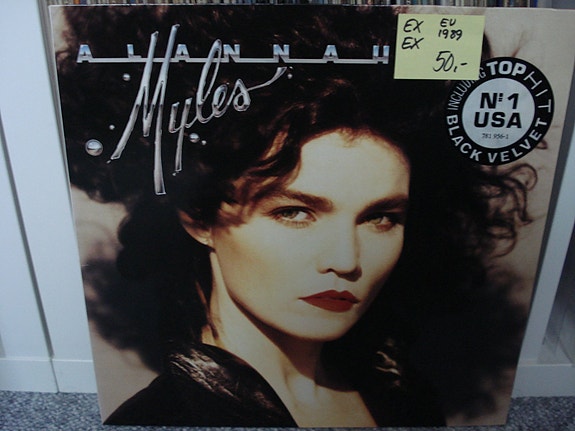 ALANNAH
Myles
EX EU
1989
EX
50,-
INCLUDING TOP HIT
BLACK VELVET
Nº1
USA
781 956-1